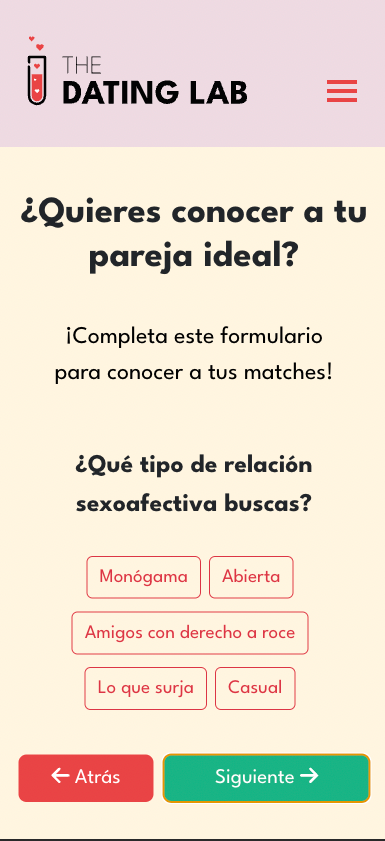 THE
DATING LAB
¿Quieres conocer a tu
pareja ideal?
¡Completa este formulario
para conocer a tus matches!
¿Qué tipo de relación
sexoafectiva buscas?
Monógama
Abierta
Amigos con derecho a roce
Lo que surja
Casual
← Atrás
Siguiente →